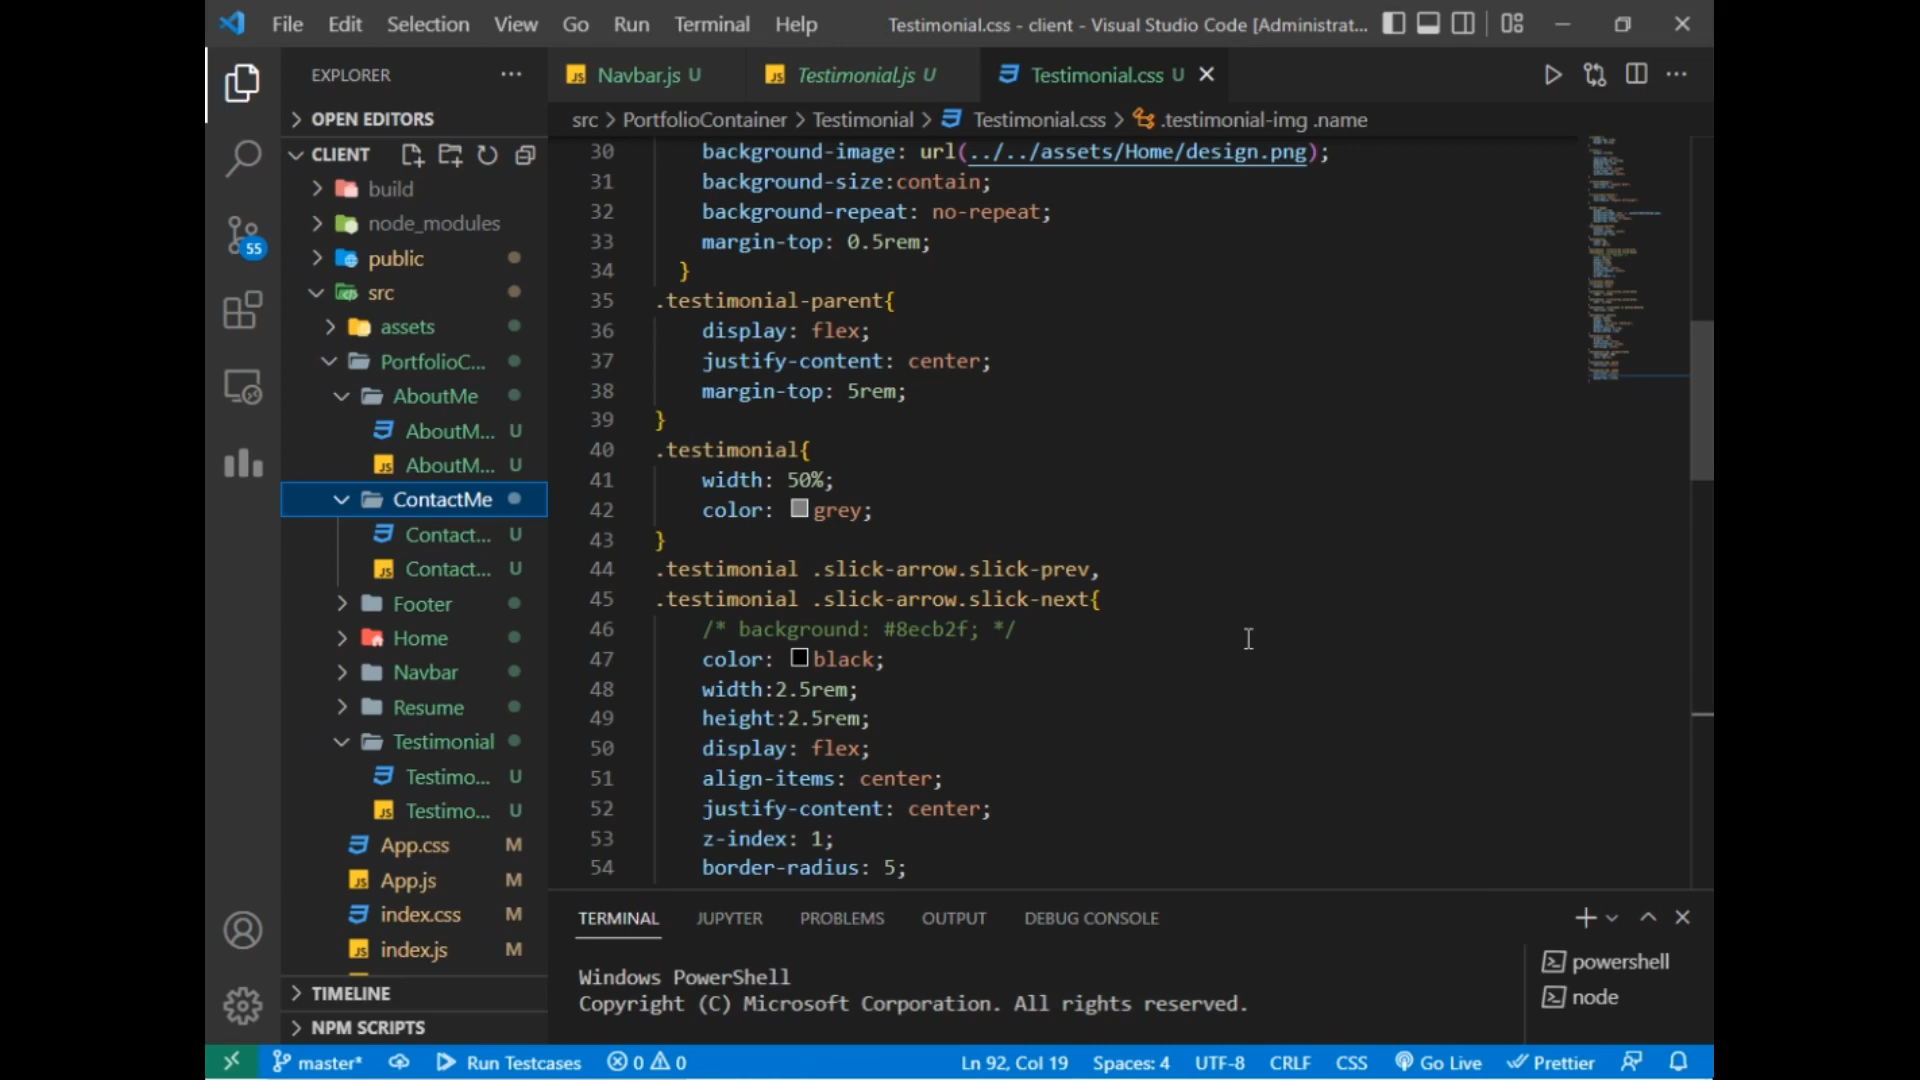 File Edit Selection View Go Run Terminal Help Testimonial.css - client - Visual Studio Code [Administrat...
EXPLORER
Navbar.js U
Testimonial.js U
Testimonial.css U
OPEN EDITORS
src > PortfolioContainer > Testimonial > Testimonial.css > .testimonial-img .name
CLIENT
build
node_modules
public
src
assets
PortfolioC...
AboutMe
AboutM... U
AboutM... U
ContactMe
Contact... U
Contact... U
Footer
Home
Navbar
Resume
Testimonial
Testimo... U
Testimo... U
App.css M
App.js M
index.css M
index.js M
TIMELINE
NPM SCRIPTS
55
30 background-image: url(../../assets/Home/design.png);
31 background-size:contain;
32 background-repeat: no-repeat;
33 margin-top: 0.5rem;
34 }
35 .testimonial-parent{
36 display: flex;
37 justify-content: center;
38 margin-top: 5rem;
39 }
40 .testimonial{
41 width: 50%;
42 color: grey;
43 }
44 .testimonial .slick-arrow.slick-prev,
45 .testimonial .slick-arrow.slick-next{
46 /* background: #8ecb2f; */
47 color: black;
48 width:2.5rem;
49 height:2.5rem;
50 display: flex;
51 align-items: center;
52 justify-content: center;
53 z-index: 1;
54 border-radius: 5;
TERMINAL JUPYTER PROBLEMS OUTPUT DEBUG CONSOLE
Windows PowerShell
Copyright (C) Microsoft Corporation. All rights reserved.
powershell
node
master* Run Testcases 0 0 Ln 92, Col 19 Spaces: 4 UTF-8 CRLF CSS Go Live Prettier